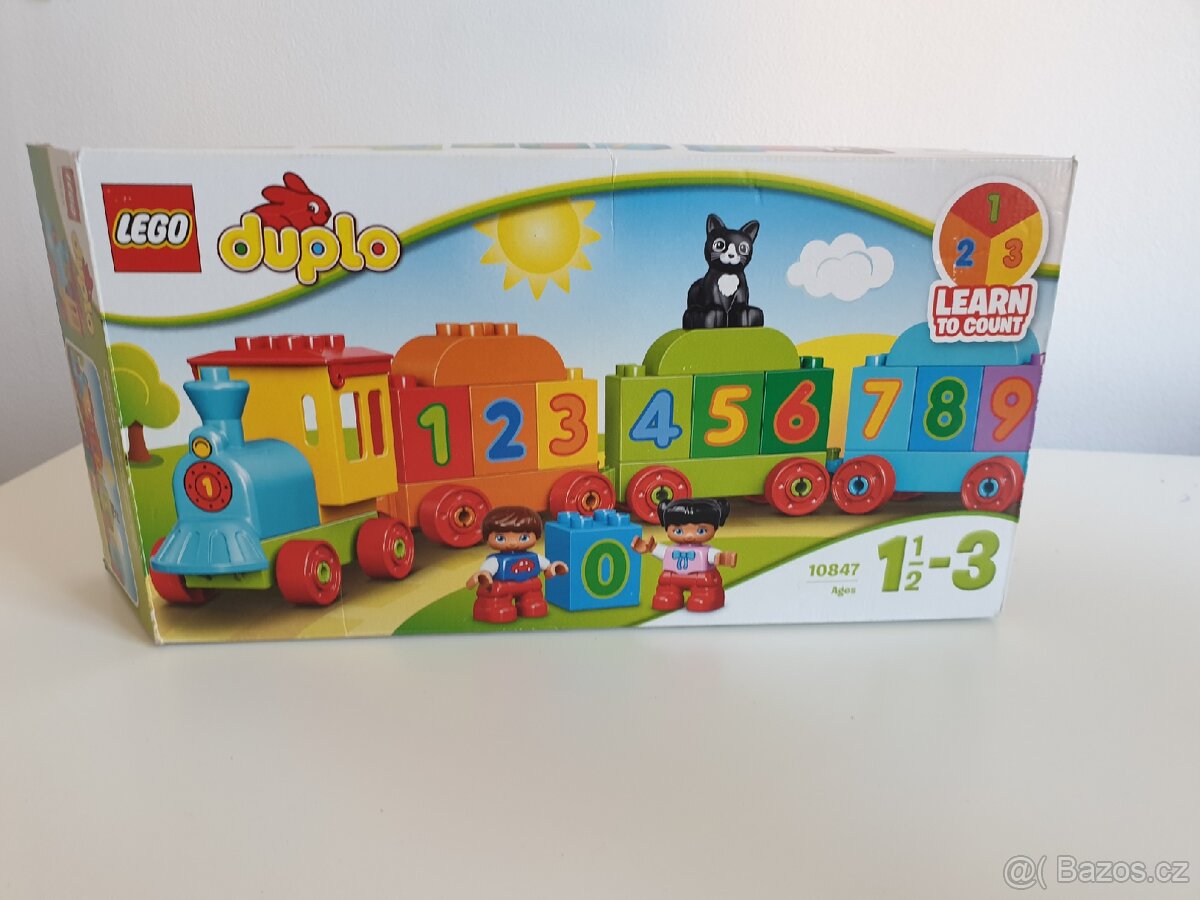 LEGO
duplo
1 2 3
LEARN
TO COUNT
1 2 3 4 5 6 7 8 9
1
0
10847
Ages
1½-3
@( Bazos.cz